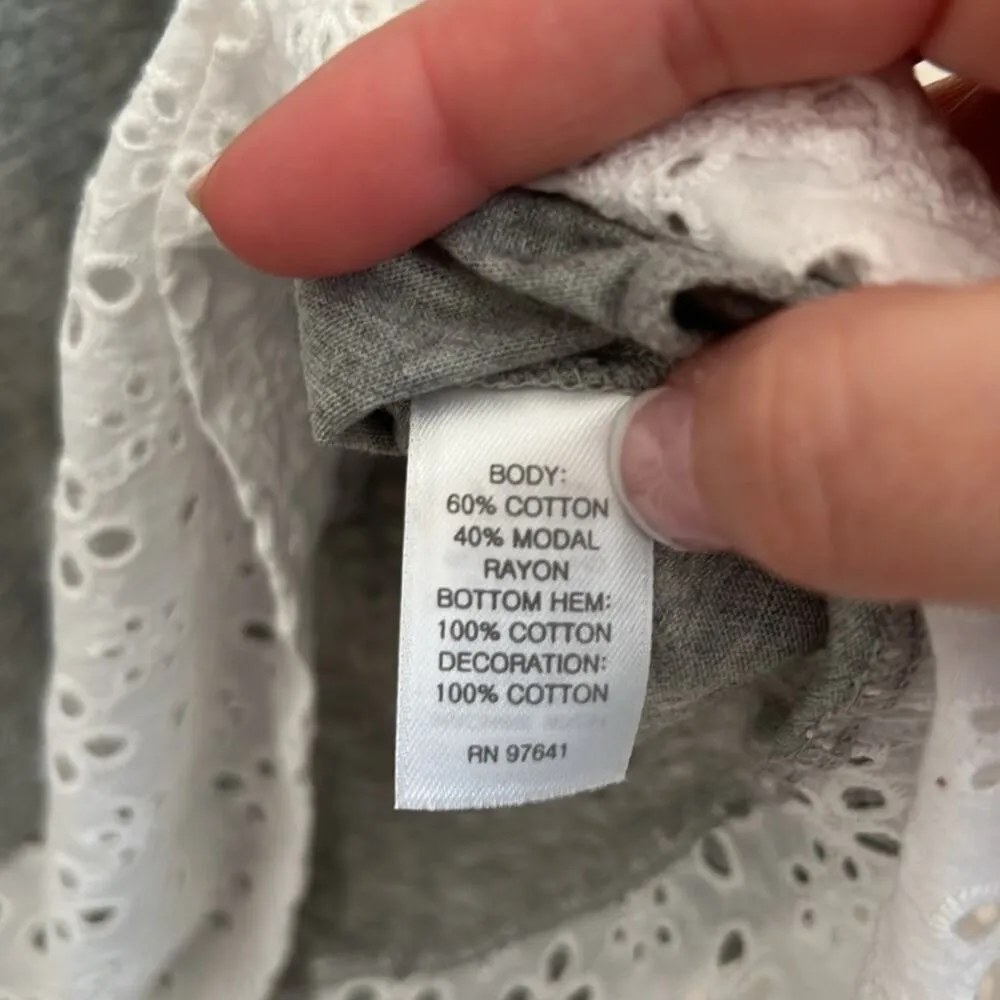 BODY:
60% COTTON
40% MODAL
RAYON
BOTTOM HEM:
100% COTTON
DECORATION:
100% COTTON
RN 97641